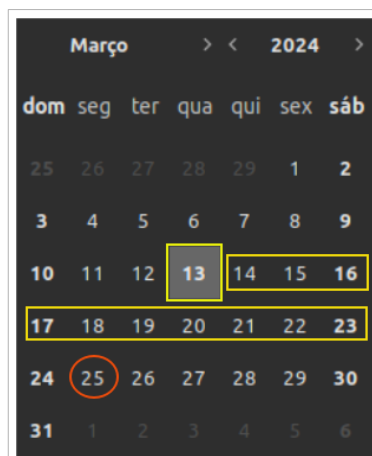 Março > < 2024 >
dom seg ter qua qui sex sáb
25 26 27 28 29 1 2
3 4 5 6 7 8 9
10 11 12 13 14 15 16
17 18 19 20 21 22 23
24 25 26 27 28 29 30
31 1 2 3 4 5 6